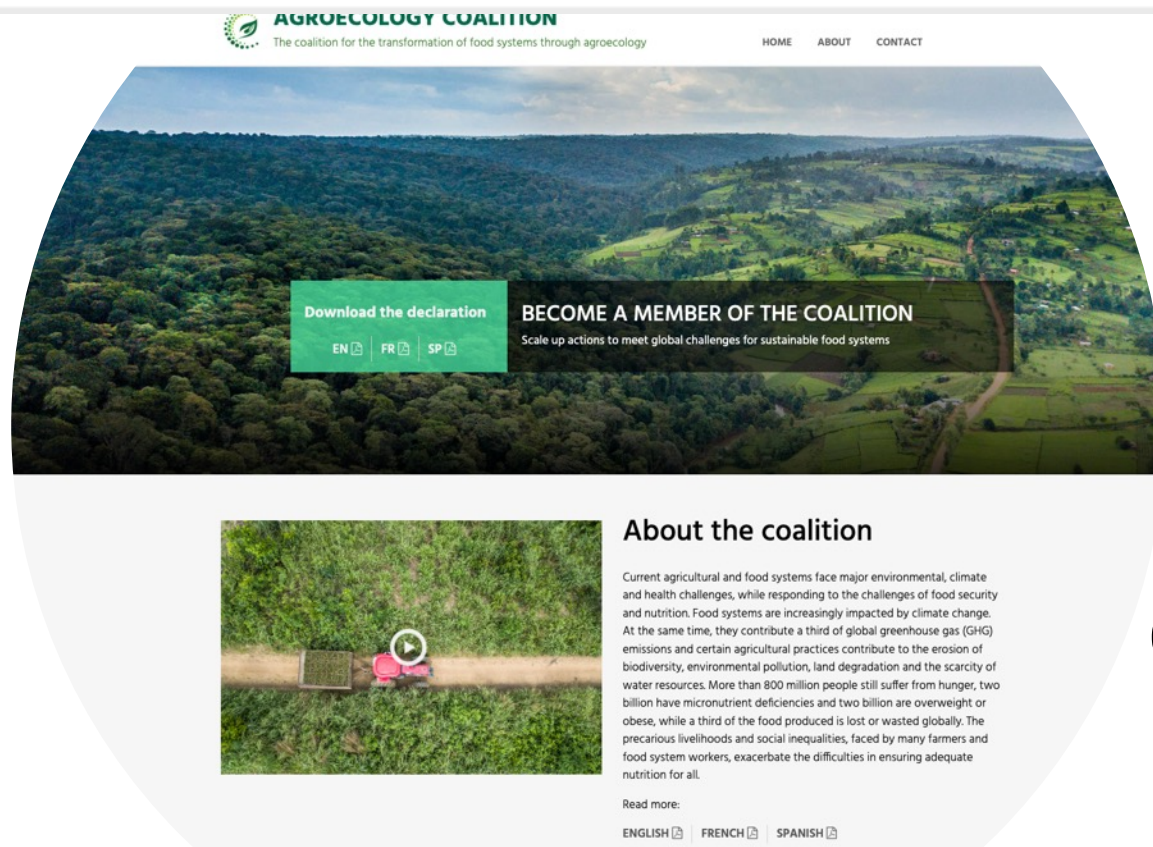 AGROECOLOGY COALITION
The coalition for the transformation of food systems through agroecology
HOME ABOUT CONTACT
Download the declaration
EN FR SP
BECOME A MEMBER OF THE COALITION
Scale up actions to meet global challenges for sustainable food systems
About the coalition
Current agricultural and food systems face major environmental, climate
and health challenges, while responding to the challenges of food security
and nutrition. Food systems are increasingly impacted by climate change.
At the same time, they contribute a third of global greenhouse gas (GHG)
emissions and certain agricultural practices contribute to the erosion of
biodiversity, environmental pollution, land degradation and the scarcity of
water resources. More than 800 million people still suffer from hunger, two
billion have micronutrient deficiencies and two billion are overweight or
obese, while a third of the food produced is lost or wasted globally. The
precarious livelihoods and social inequalities, faced by many farmers and
food system workers, exacerbate the difficulties in ensuring adequate
nutrition for all.
Read more:
ENGLISH FRENCH SPANISH